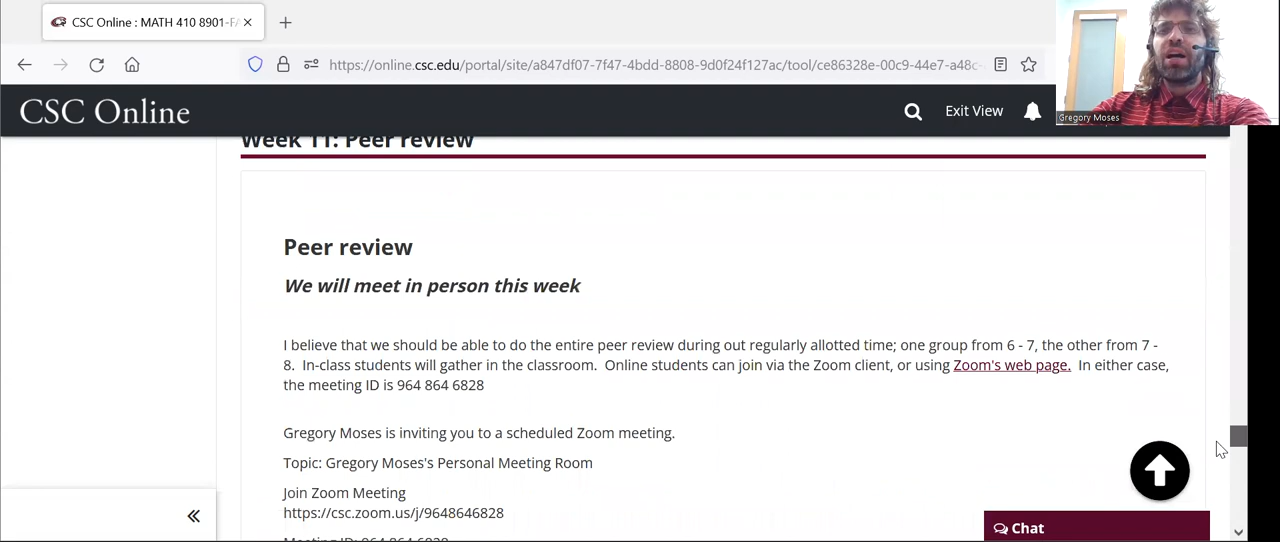 CSC Online : MATH 410 8901-FA
https://online.csc.edu/portal/site/a847df07-7f47-4bdd-8808-9d0f24f127ac/tool/ce86328e-00c9-44e7-a48c-
Gregory Moses
CSC Online
Exit View
Week 11: Peer review
Peer review
We will meet in person this week
I believe that we should be able to do the entire peer review during out regularly allotted time; one group from 6 - 7, the other from 7 -
8. In-class students will gather in the classroom. Online students can join via the Zoom client, or using Zoom's web page. In either case,
the meeting ID is 964 864 6828
Gregory Moses is inviting you to a scheduled Zoom meeting.
Topic: Gregory Moses's Personal Meeting Room
Join Zoom Meeting
https://csc.zoom.us/j/9648646828
Meeting ID: 964 864 6828
Chat